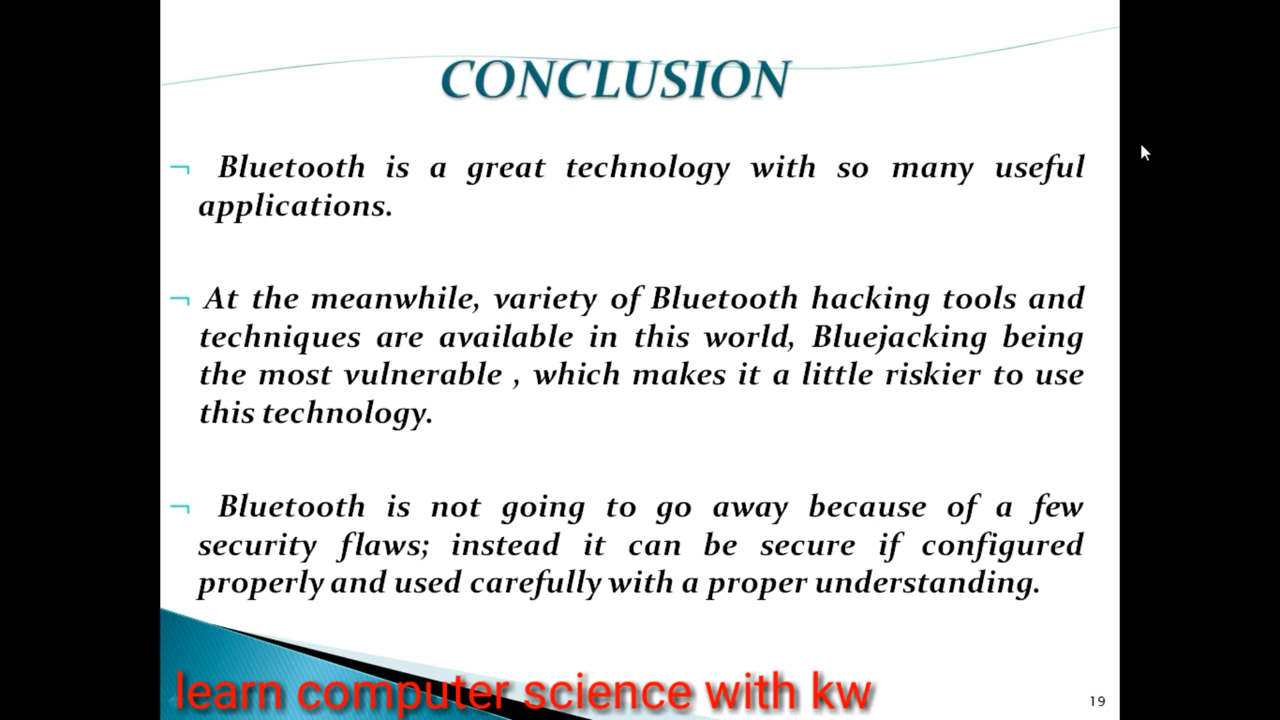 CONCLUSION
¬ Bluetooth is a great technology with so many useful
applications.
¬ At the meanwhile, variety of Bluetooth hacking tools and
techniques are available in this world, Bluejacking being
the most vulnerable , which makes it a little riskier to use
this technology.
¬ Bluetooth is not going to go away because of a few
security flaws; instead it can be secure if configured
properly and used carefully with a proper understanding.
learn computer science with kw
19